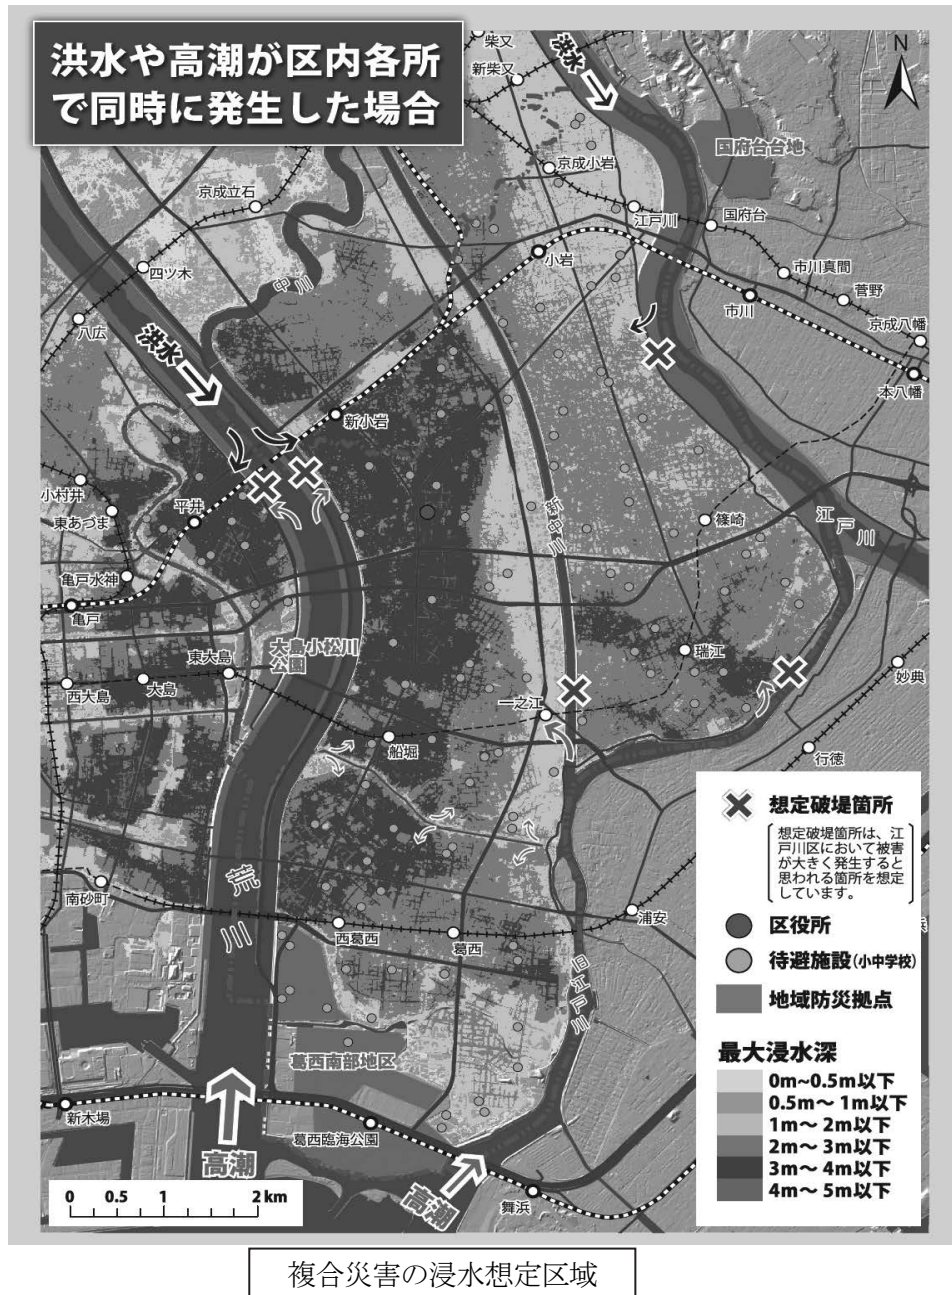 洪水や高潮が区内各所
で同時に発生した場合
柴又
新柴又
洪水
N
国府台台地
京成小岩
京成立石
江戸川
国府台
小岩
四ツ木
中川
市川真間
市川
菅野
八広
京成八幡
洪水
本八幡
新小岩
小村井
平井
東あづま
新中川
篠崎
江戸川
亀戸水神
亀戸
大島小松川
公園
東大島
瑞江
西大島
大島
一之江
妙典
船堀
行徳
想定破堤箇所
想定破堤箇所は、江
戸川区において被害
が大きく発生すると
思われる箇所を想定
しています。
荒川
南砂町
浦安
西葛西
葛西
区役所
待避施設(小中学校)
旧江戸川
地域防災拠点
葛西南部地区
最大浸水深
0m~0.5m以下
0.5m〜1m以下
1m〜2m以下
2m〜3m以下
3m〜4m以下
4m〜5m以下
新木場
葛西臨海公園
高潮
高潮
舞浜
0 0.5 1 2km
複合災害の浸水想定区域